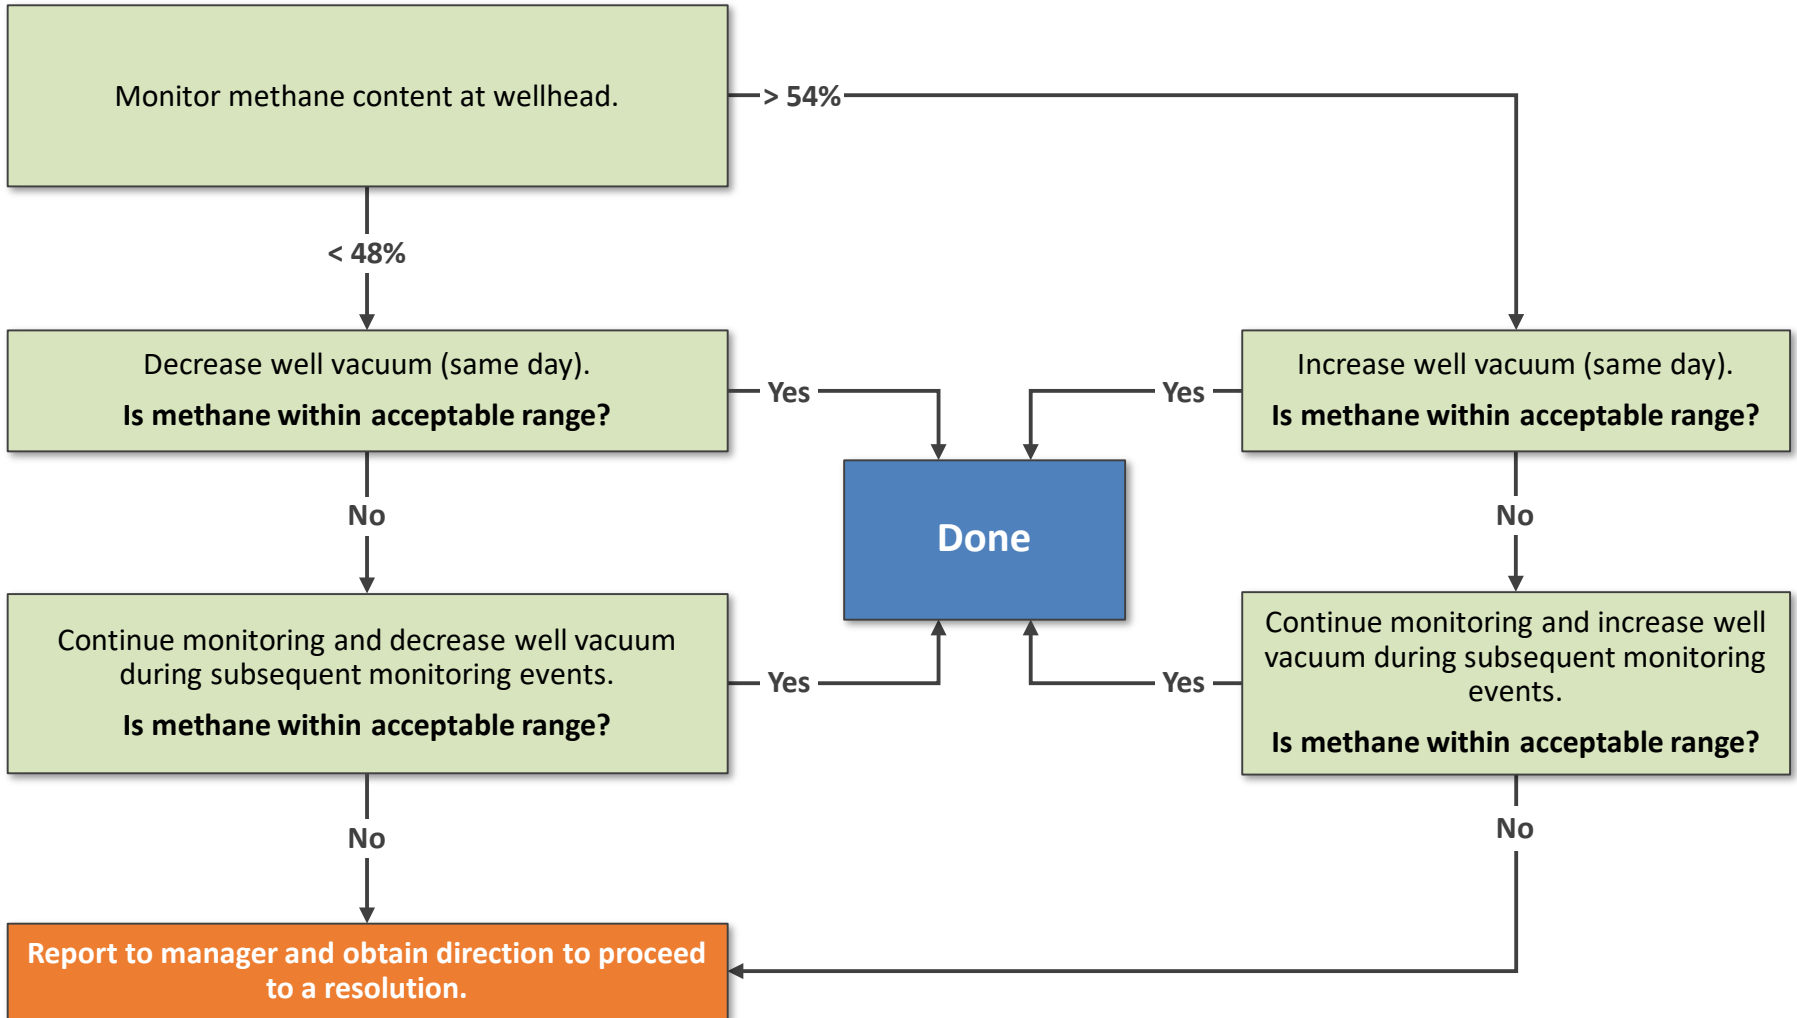 Monitor methane content at wellhead.
> 54%
< 48%
Decrease well vacuum (same day).
Is methane within acceptable range?
Yes
Yes
Increase well vacuum (same day).
Is methane within acceptable range?
No
Done
No
Continue monitoring and decrease well vacuum
during subsequent monitoring events.
Is methane within acceptable range?
Yes
Yes
Continue monitoring and increase well
vacuum during subsequent monitoring
events.
Is methane within acceptable range?
No
No
Report to manager and obtain direction to proceed
to a resolution.